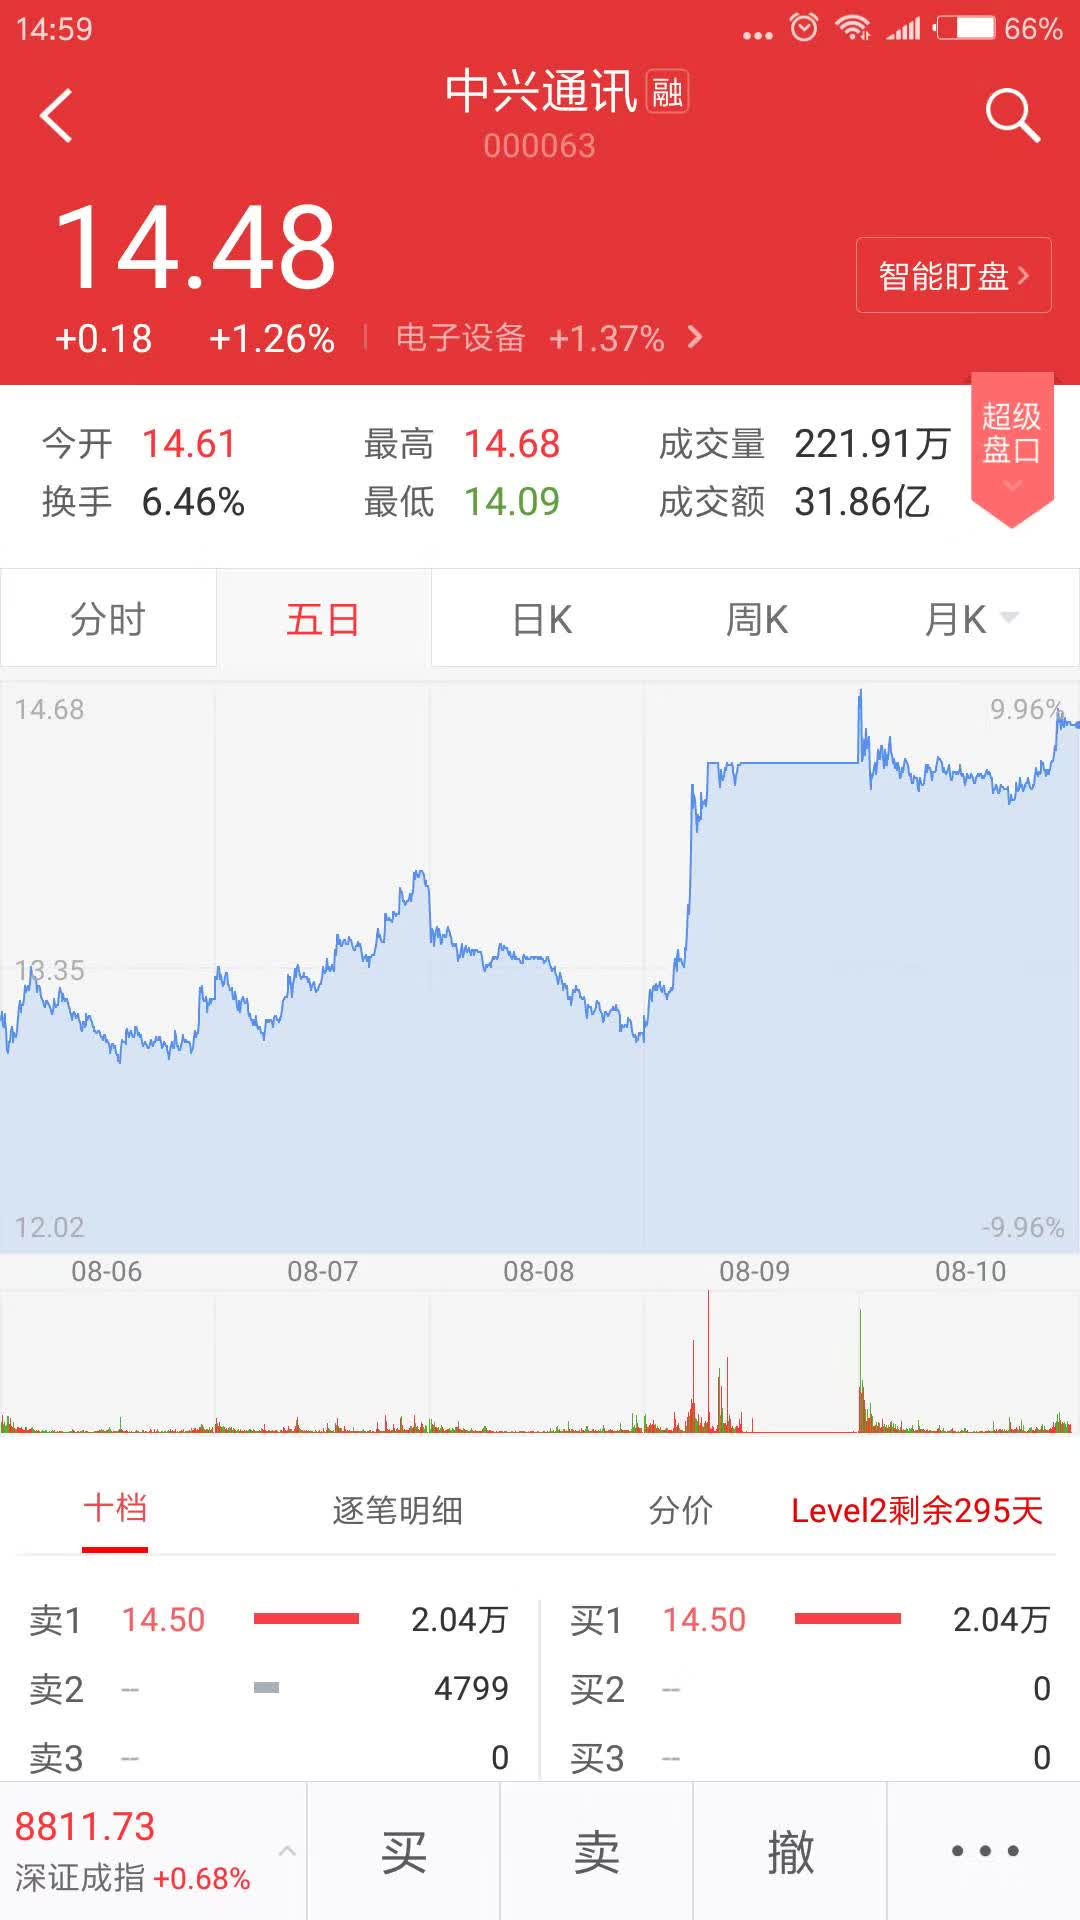 14:59 66%
中兴通讯 融
000063
14.48
智能盯盘
+0.18 +1.26% 电子设备 +1.37%
今开 14.61 最高 14.68 成交量 221.91万
换手 6.46% 最低 14.09 成交额 31.86亿
超级
盘口
分时 五日 日K 周K 月K
14.68 9.96%
13.35
12.02 -9.96%
08-06 08-07 08-08 08-09 08-10
十档 逐笔明细 分价 Level2剩余295天
卖1 14.50 2.04万 买1 14.50 2.04万
卖2 -- 4799 买2 -- 0
卖3 -- 0 买3 -- 0
8811.73
深证成指 +0.68%
买 卖 撤